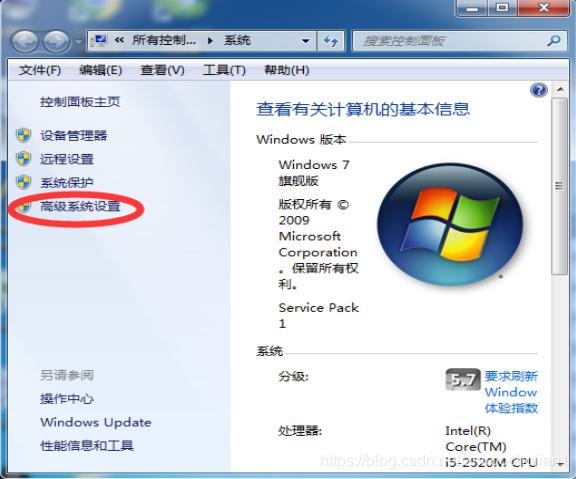 « 所有控制... ▸ 系统
搜索控制面板
文件(F) 编辑(E) 查看(V) 工具(T) 帮助(H)
控制面板主页
设备管理器
远程设置
系统保护
高级系统设置
另请参阅
操作中心
Windows Update
性能信息和工具
查看有关计算机的基本信息
Windows 版本
Windows 7
旗舰版
版权所有 ©
2009
Microsoft
Corporation
。保留所有权
利。
Service Pack
1
系统
分级:
5.7
要求刷新
Window
体验指数
处理器:
Intel(R)
Core(TM)
i5-2520M CPU